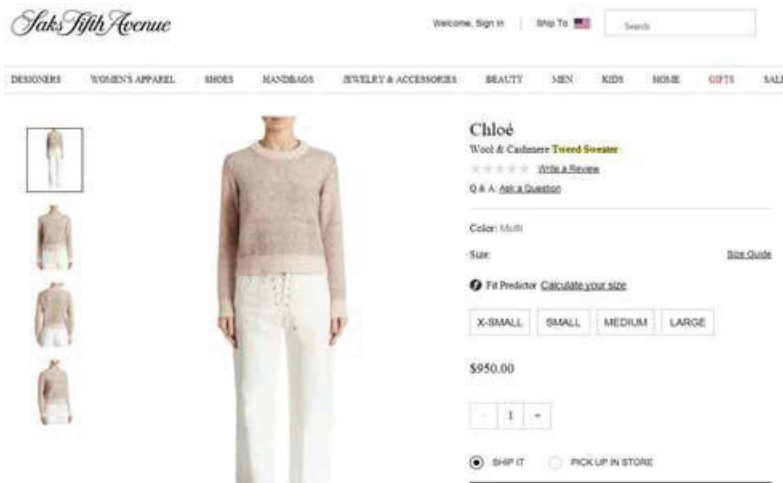 Saks Fifth Avenue
Welcome, Sign In | Ship To
Search
DESIGNERS WOMEN'S APPAREL SHOES HANDBAGS JEWELRY & ACCESSORIES BEAUTY MEN KIDS HOME GIFTS SAL
Chloé
Wool & Cashmere Tweed Sweater
Write a Review
Q & A: Ask a Question
Color: Multi
Size: Size Guide
Fit Predictor Calculate your size
X-SMALL SMALL MEDIUM LARGE
$950.00
- 1 +
SHIP IT PICK UP IN STORE